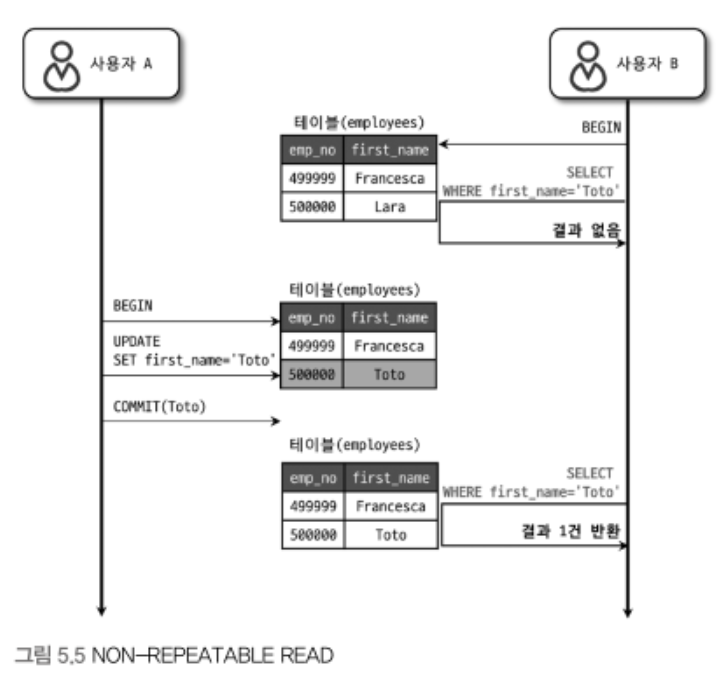 사용자 A
사용자 B
테이블(employees)
BEGIN
emp_no first_name
499999 Francesca
500000 Lara
SELECT
WHERE first_name='Toto'
결과 없음
테이블(employees)
BEGIN
emp_no first_name
499999 Francesca
500000 Toto
UPDATE
SET first_name='Toto'
COMMIT(Toto)
테이블(employees)
emp_no first_name
499999 Francesca
500000 Toto
SELECT
WHERE first_name='Toto'
결과 1건 반환
그림 5.5 NON-REPEATABLE READ